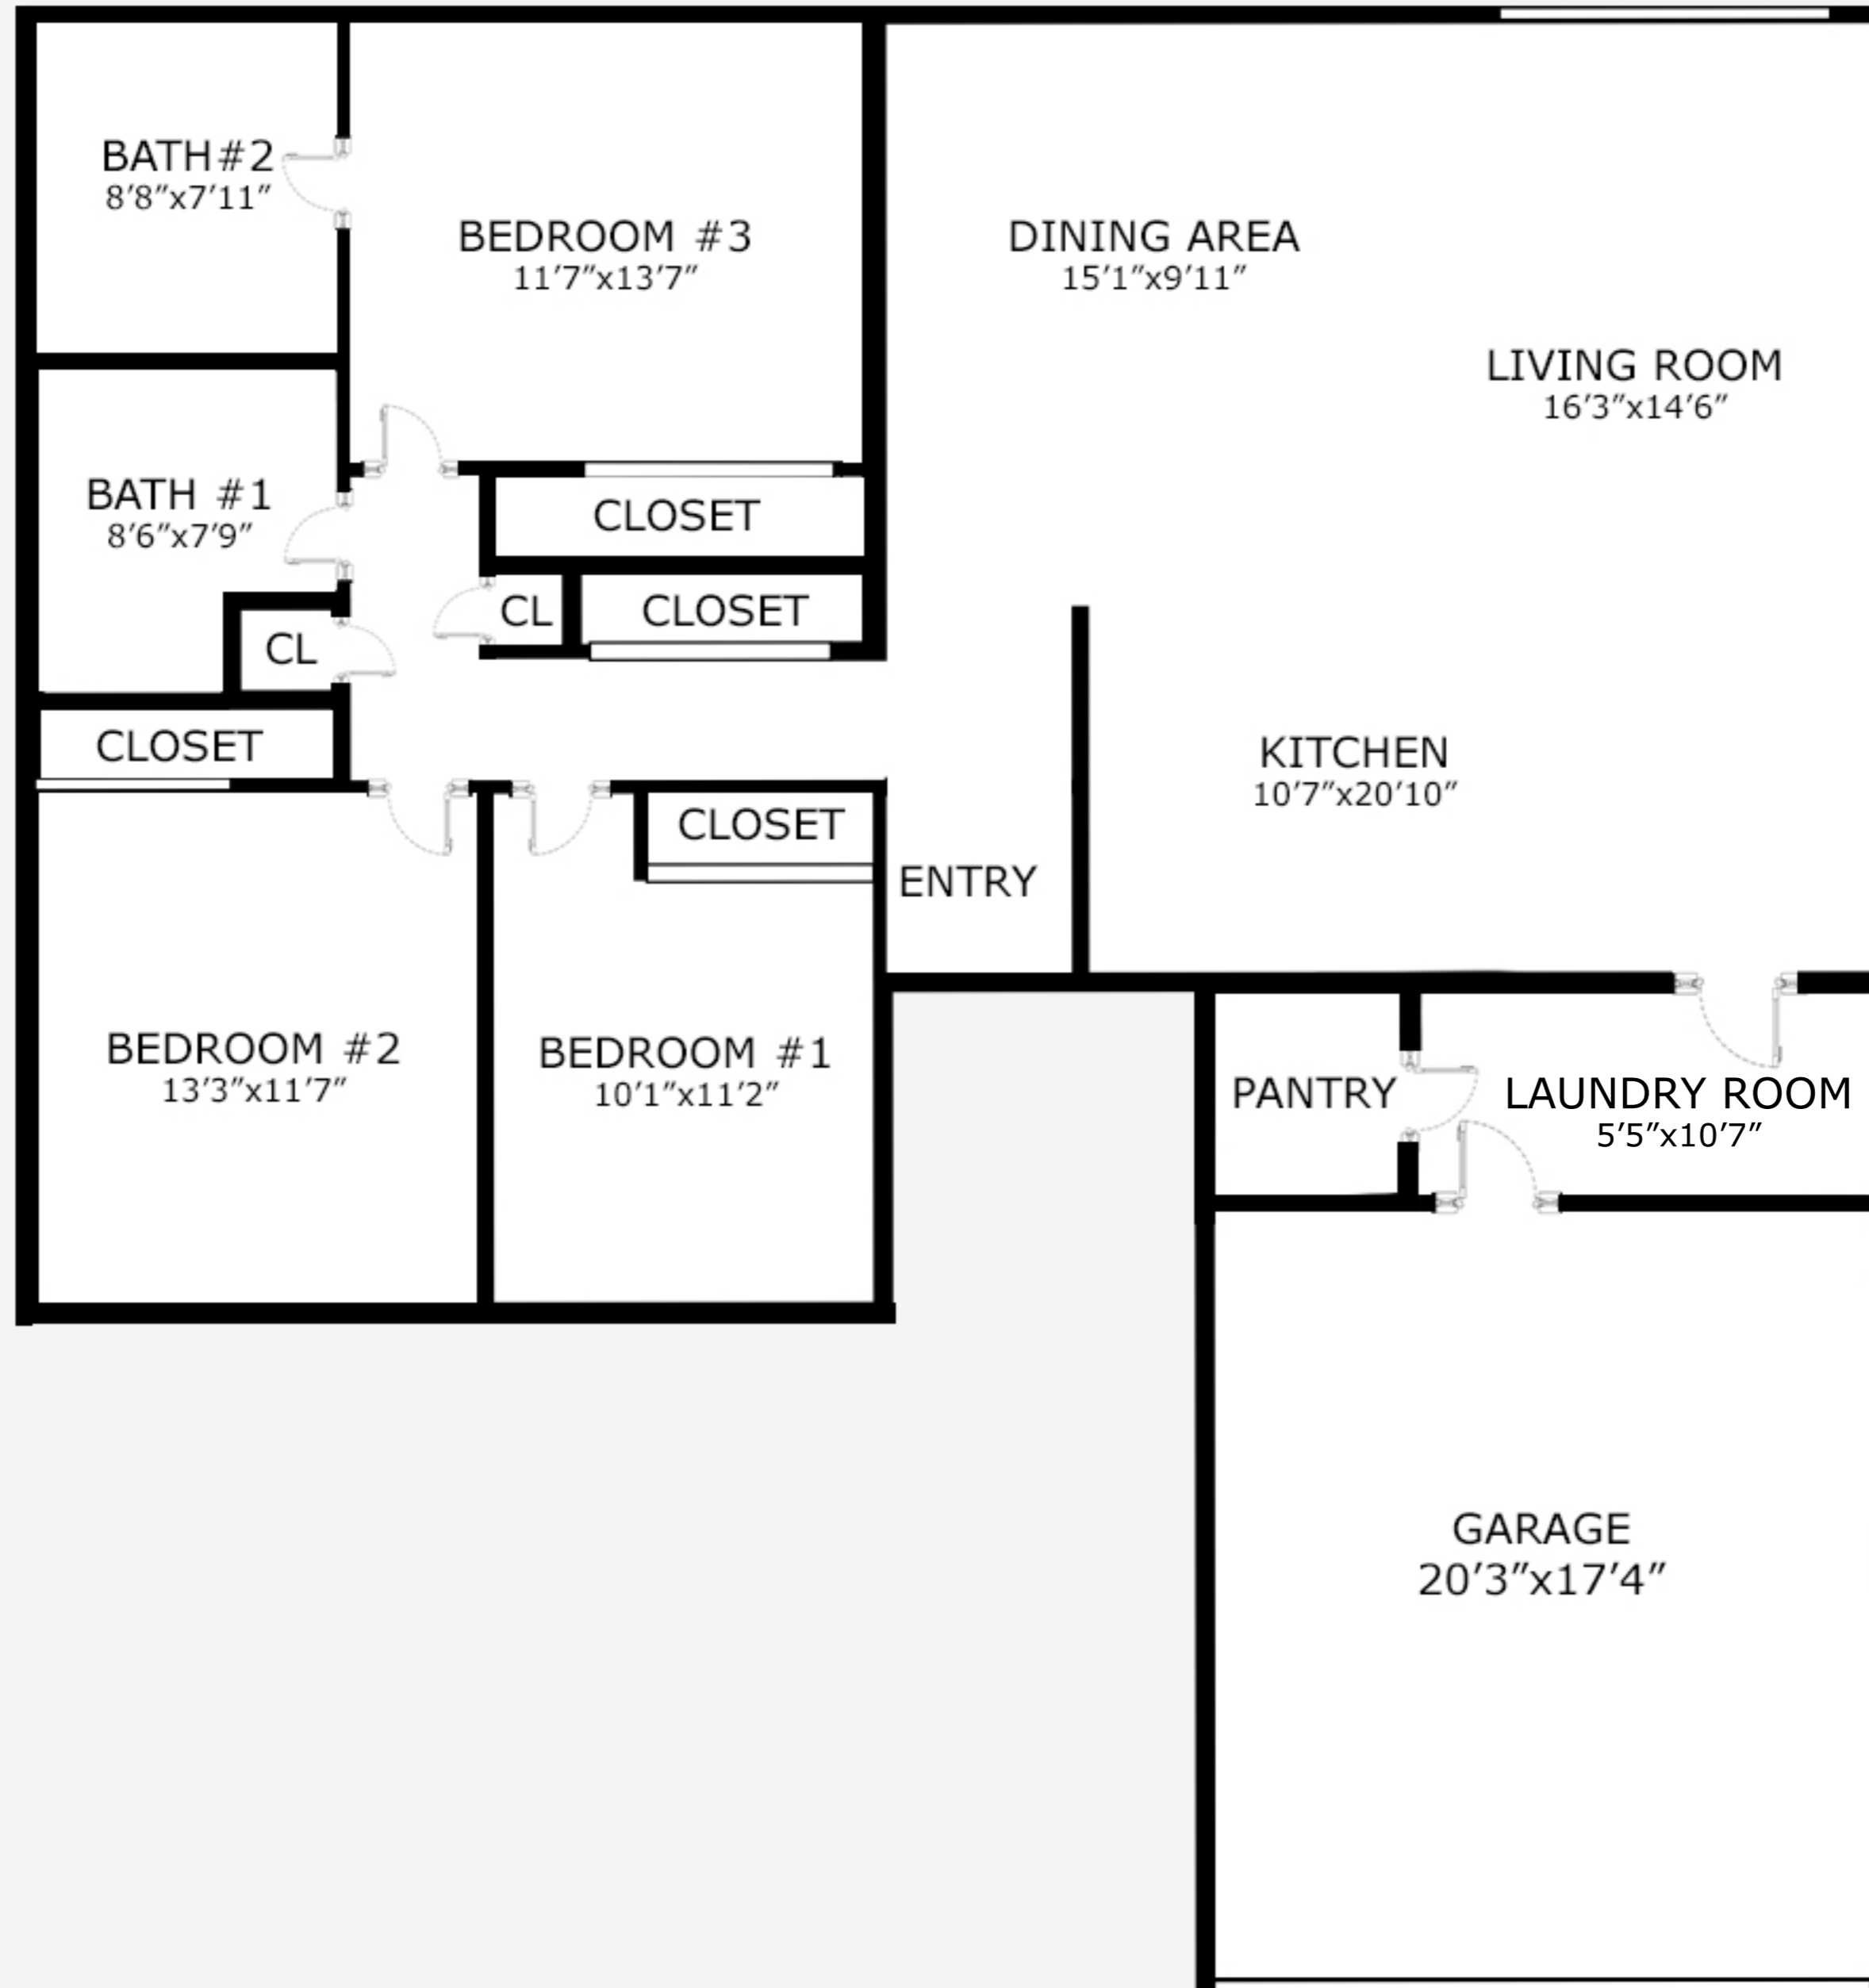 BATH#2
8'8"x7'11"
BEDROOM #3
11'7"x13'7"
DINING AREA
15'1"x9'11"
LIVING ROOM
16'3"x14'6"
BATH #1
8'6"x7'9"
CLOSET
CL
CLOSET
CL
CLOSET
KITCHEN
10'7"x20'10"
CLOSET
ENTRY
BEDROOM #2
13'3"x11'7"
BEDROOM #1
10'1"x11'2"
PANTRY
LAUNDRY ROOM
5'5"x10'7"
GARAGE
20'3"x17'4"